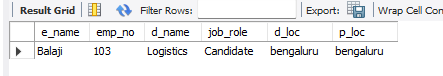 Result Grid Filter Rows: Export: Wrap Cell Con
e_name emp_no d_name job_role d_loc p_loc
Balaji 103 Logistics Candidate bengaluru bengaluru